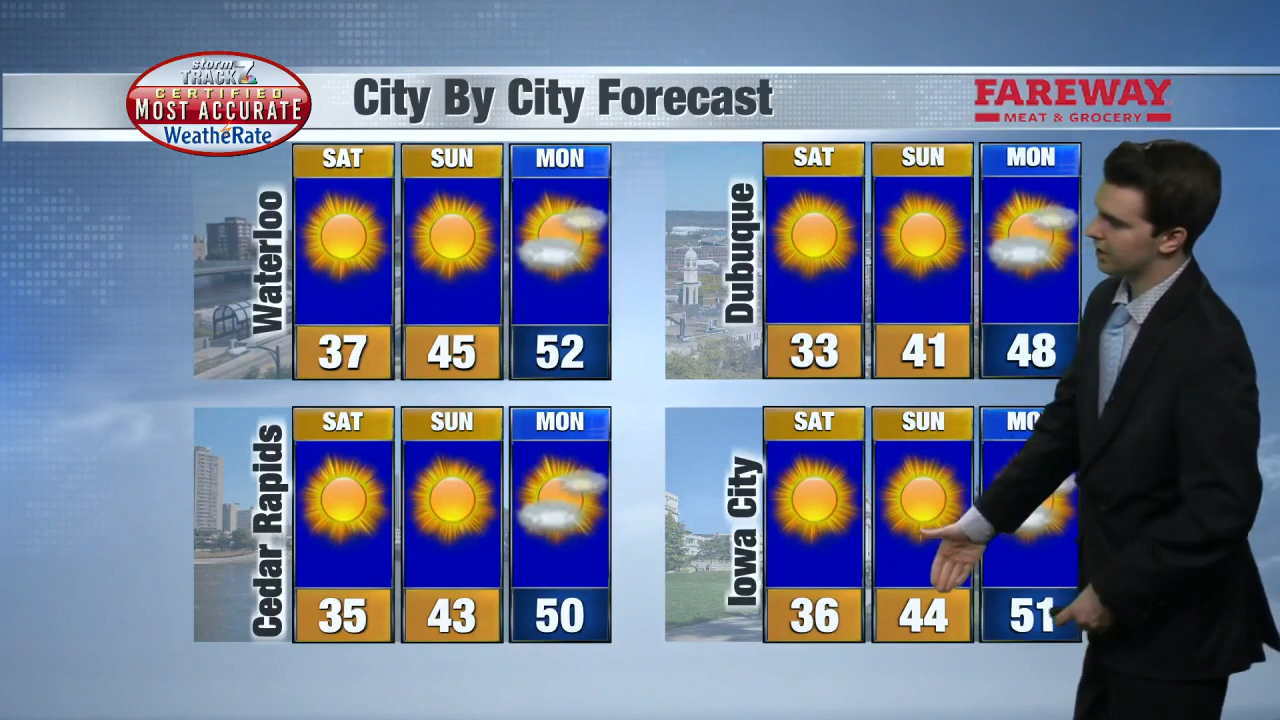 Storm
TRACK 7
CERTIFIED
MOST ACCURATE
WeatheRate
City By City Forecast
FAREWAY
MEAT & GROCERY
Waterloo
SAT SUN MON
37 45 52
Dubuque
SAT SUN MON
33 41 48
Cedar Rapids
SAT SUN MON
35 43 50
Iowa City
SAT SUN MO
36 44 51